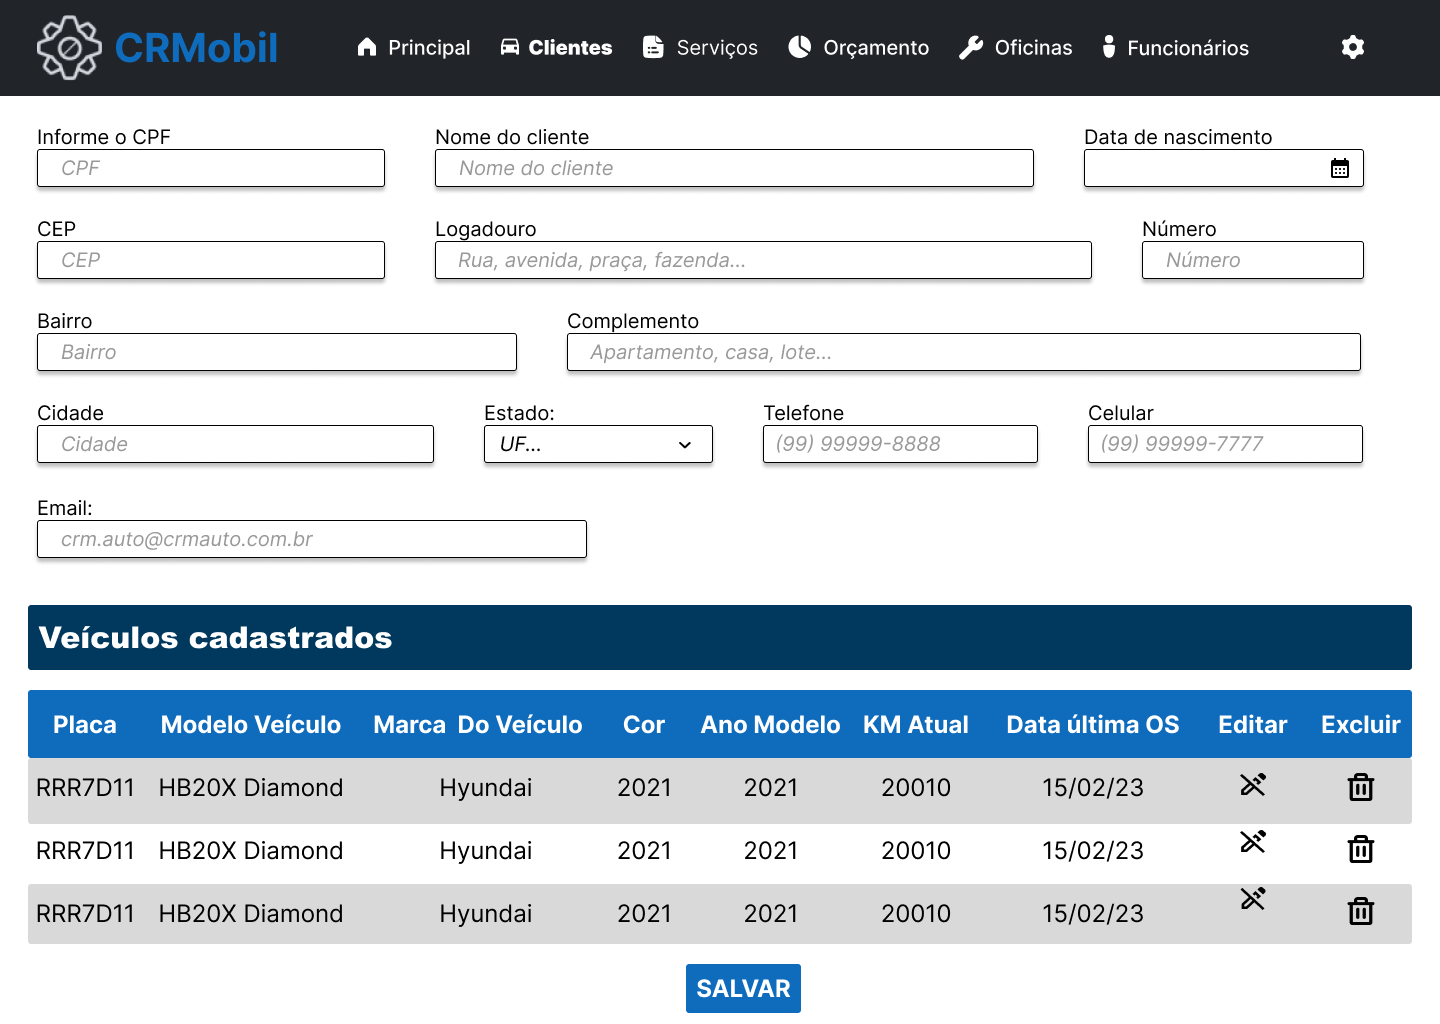 CRMobil Principal Clientes Serviços Orçamento Oficinas Funcionários
Informe o CPF Nome do cliente Data de nascimento
CPF Nome do cliente
CEP Logadouro Número
CEP Rua, avenida, praça, fazenda... Número
Bairro Complemento
Bairro Apartamento, casa, lote...
Cidade Estado: Telefone Celular
Cidade UF... (99) 99999-8888 (99) 99999-7777
Email:
crm.auto@crmauto.com.br
Veículos cadastrados
Placa Modelo Veículo Marca Do Veículo Cor Ano Modelo KM Atual Data última OS Editar Excluir
RRR7D11 HB20X Diamond Hyundai 2021 2021 20010 15/02/23
RRR7D11 HB20X Diamond Hyundai 2021 2021 20010 15/02/23
RRR7D11 HB20X Diamond Hyundai 2021 2021 20010 15/02/23
SALVAR